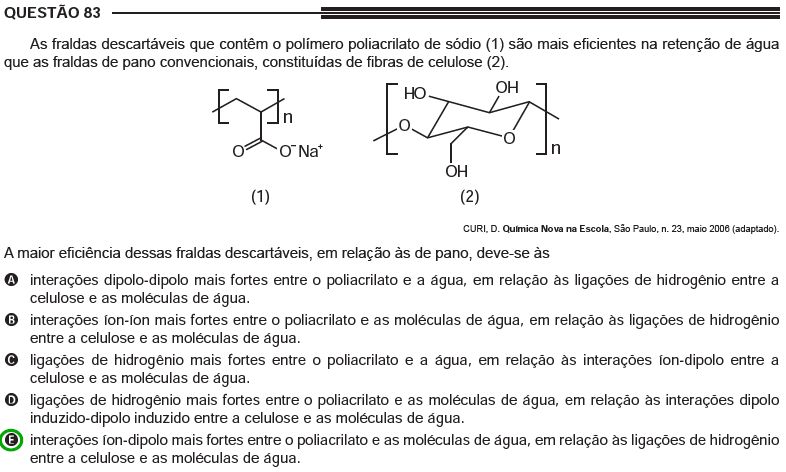 QUESTÃO 83
As fraldas descartáveis que contêm o polímero poliacrilato de sódio (1) são mais eficientes na retenção de água
que as fraldas de pano convencionais, constituídas de fibras de celulose (2).
n
O
O⁻ Na⁺
(1)
HO
OH
O
O
OH
n
(2)
CURI, D. Química Nova na Escola, São Paulo, n. 23, maio 2006 (adaptado).
A maior eficiência dessas fraldas descartáveis, em relação às de pano, deve-se às
A interações dipolo-dipolo mais fortes entre o poliacrilato e a água, em relação às ligações de hidrogênio entre a
celulose e as moléculas de água.
B interações íon-íon mais fortes entre o poliacrilato e as moléculas de água, em relação às ligações de hidrogênio
entre a celulose e as moléculas de água.
C ligações de hidrogênio mais fortes entre o poliacrilato e a água, em relação às interações íon-dipolo entre a
celulose e as moléculas de água.
D ligações de hidrogênio mais fortes entre o poliacrilato e as moléculas de água, em relação às interações dipolo
induzido-dipolo induzido entre a celulose e as moléculas de água.
E interações íon-dipolo mais fortes entre o poliacrilato e as moléculas de água, em relação às ligações de hidrogênio
entre a celulose e as moléculas de água.